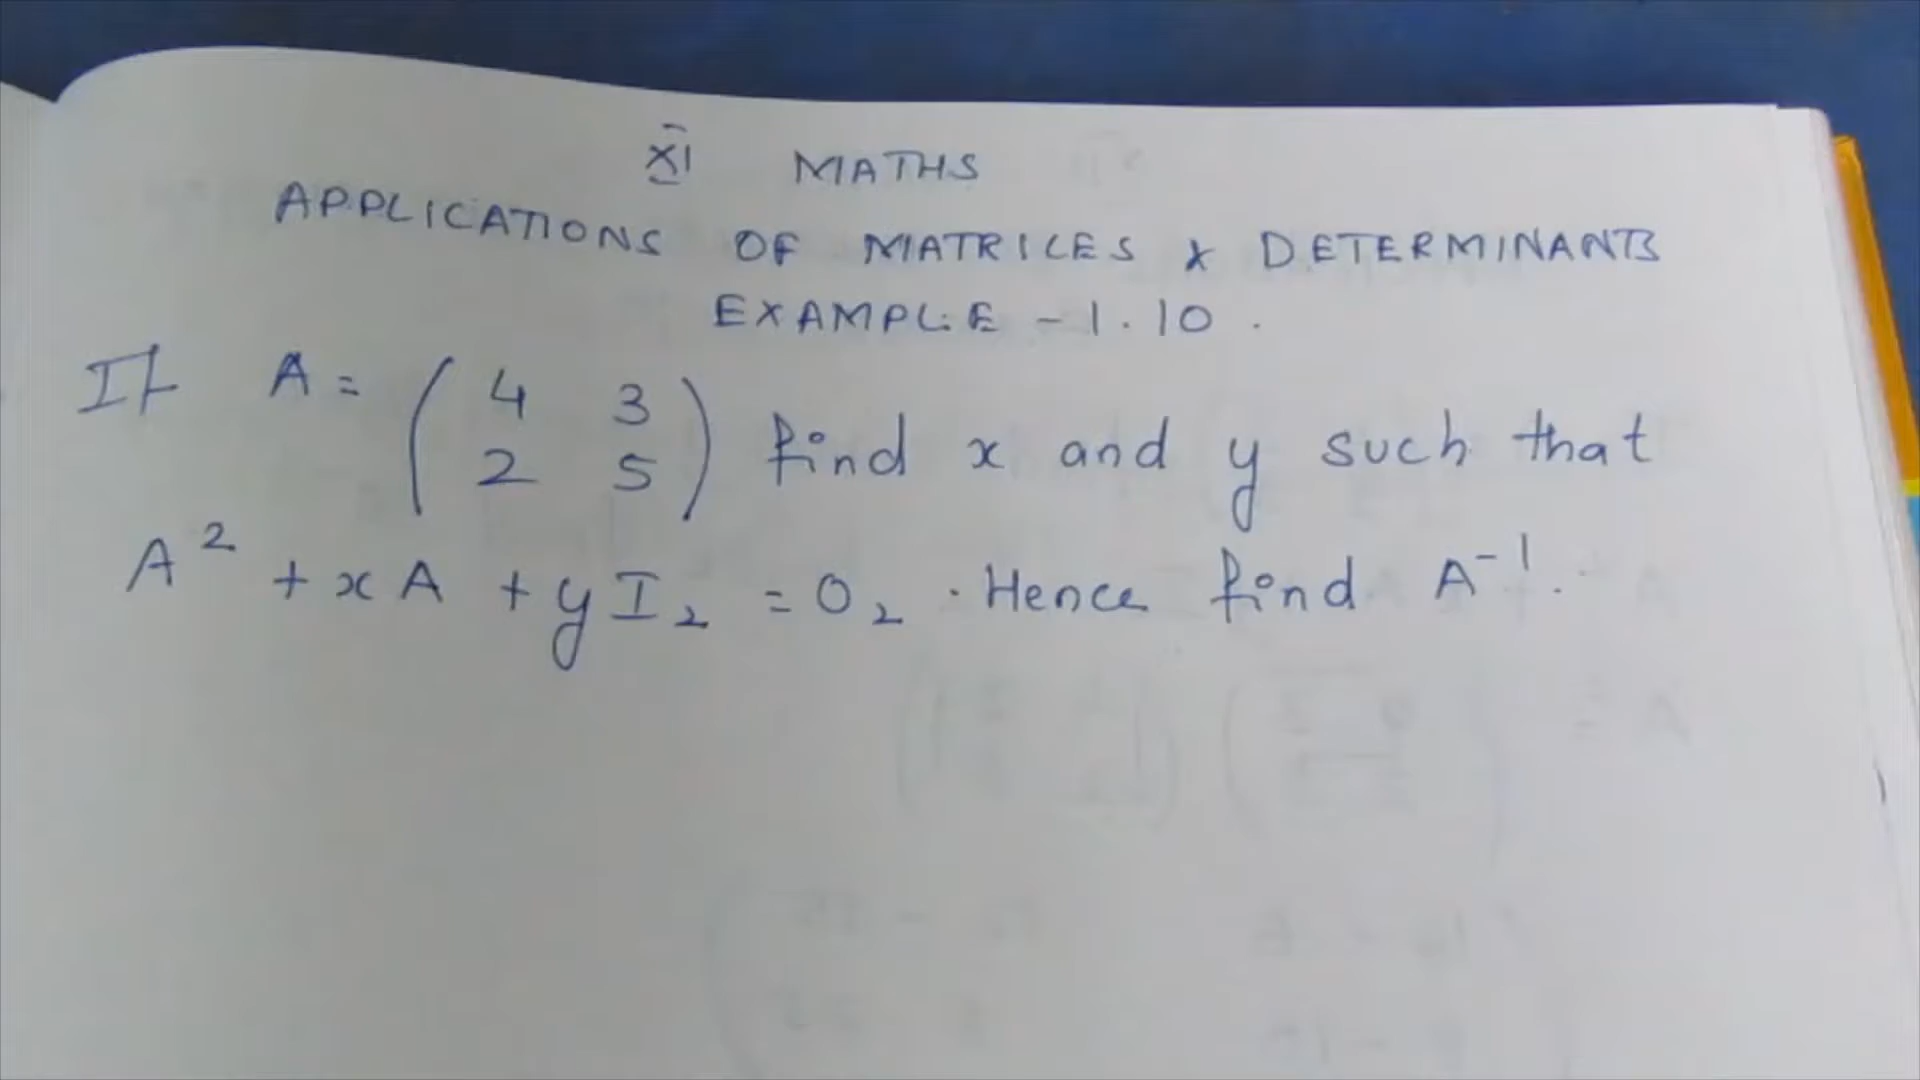 XI MATHS
APPLICATIONS OF MATRICES & DETERMINANTS
EXAMPLE - 1.10.
If A = ( 4 3 ) find x and y such that
( 2 5 )
A² + xA + yI₂ = O₂. Hence find A⁻¹.